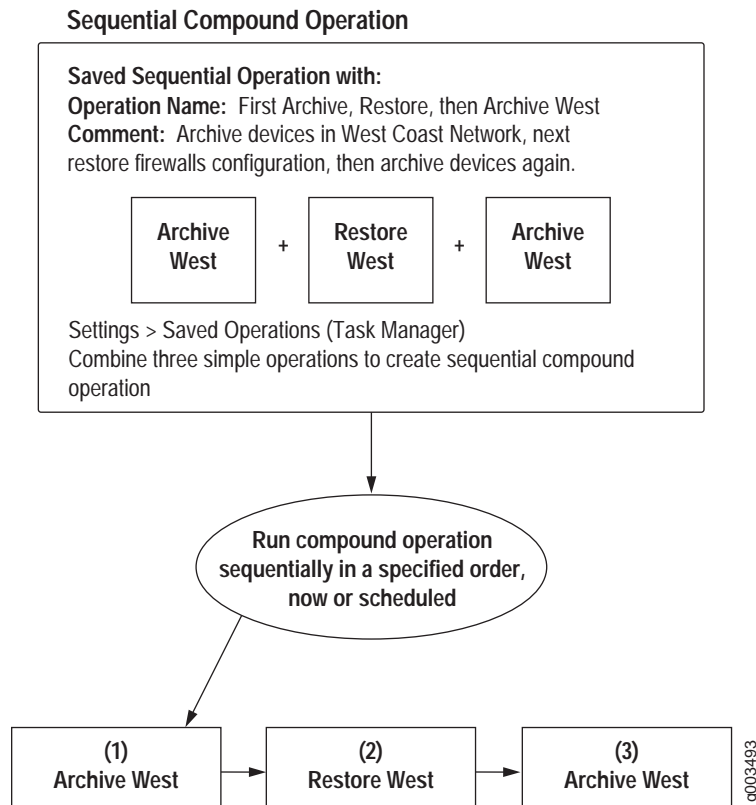 Sequential Compound Operation
Saved Sequential Operation with:
Operation Name: First Archive, Restore, then Archive West
Comment: Archive devices in West Coast Network, next
restore firewalls configuration, then archive devices again.
Archive
West
+
Restore
West
+
Archive
West
Settings > Saved Operations (Task Manager)
Combine three simple operations to create sequential compound
operation
Run compound operation
sequentially in a specified order,
now or scheduled
(1)
Archive West
(2)
Restore West
(3)
Archive West
g003493